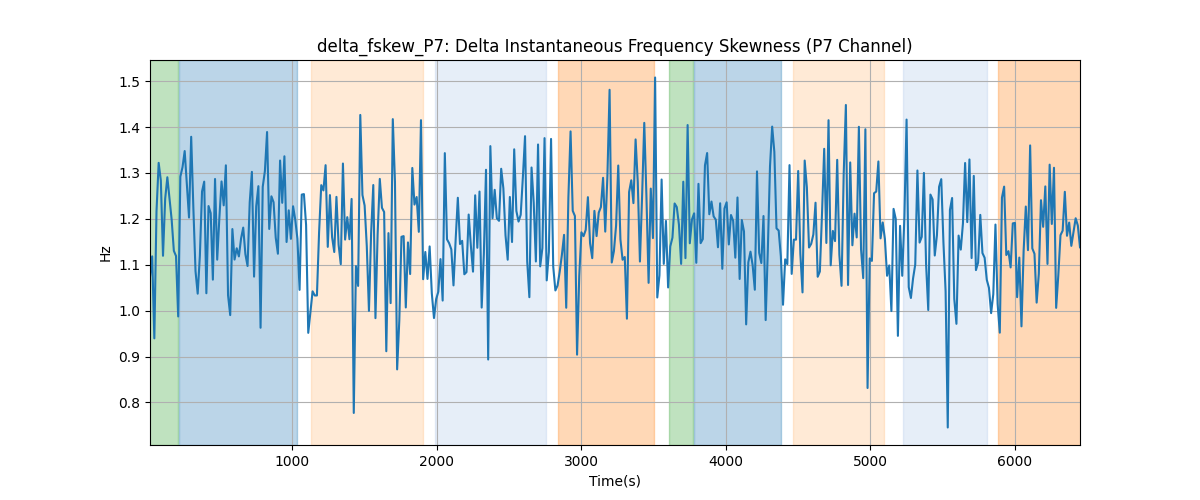 delta_fskew_P7: Delta Instantaneous Frequency Skewness (P7 Channel)
1.5
1.4
1.3
1.2
1.1
1.0
0.9
0.8
Hz
1000 2000 3000 4000 5000 6000
Time(s)